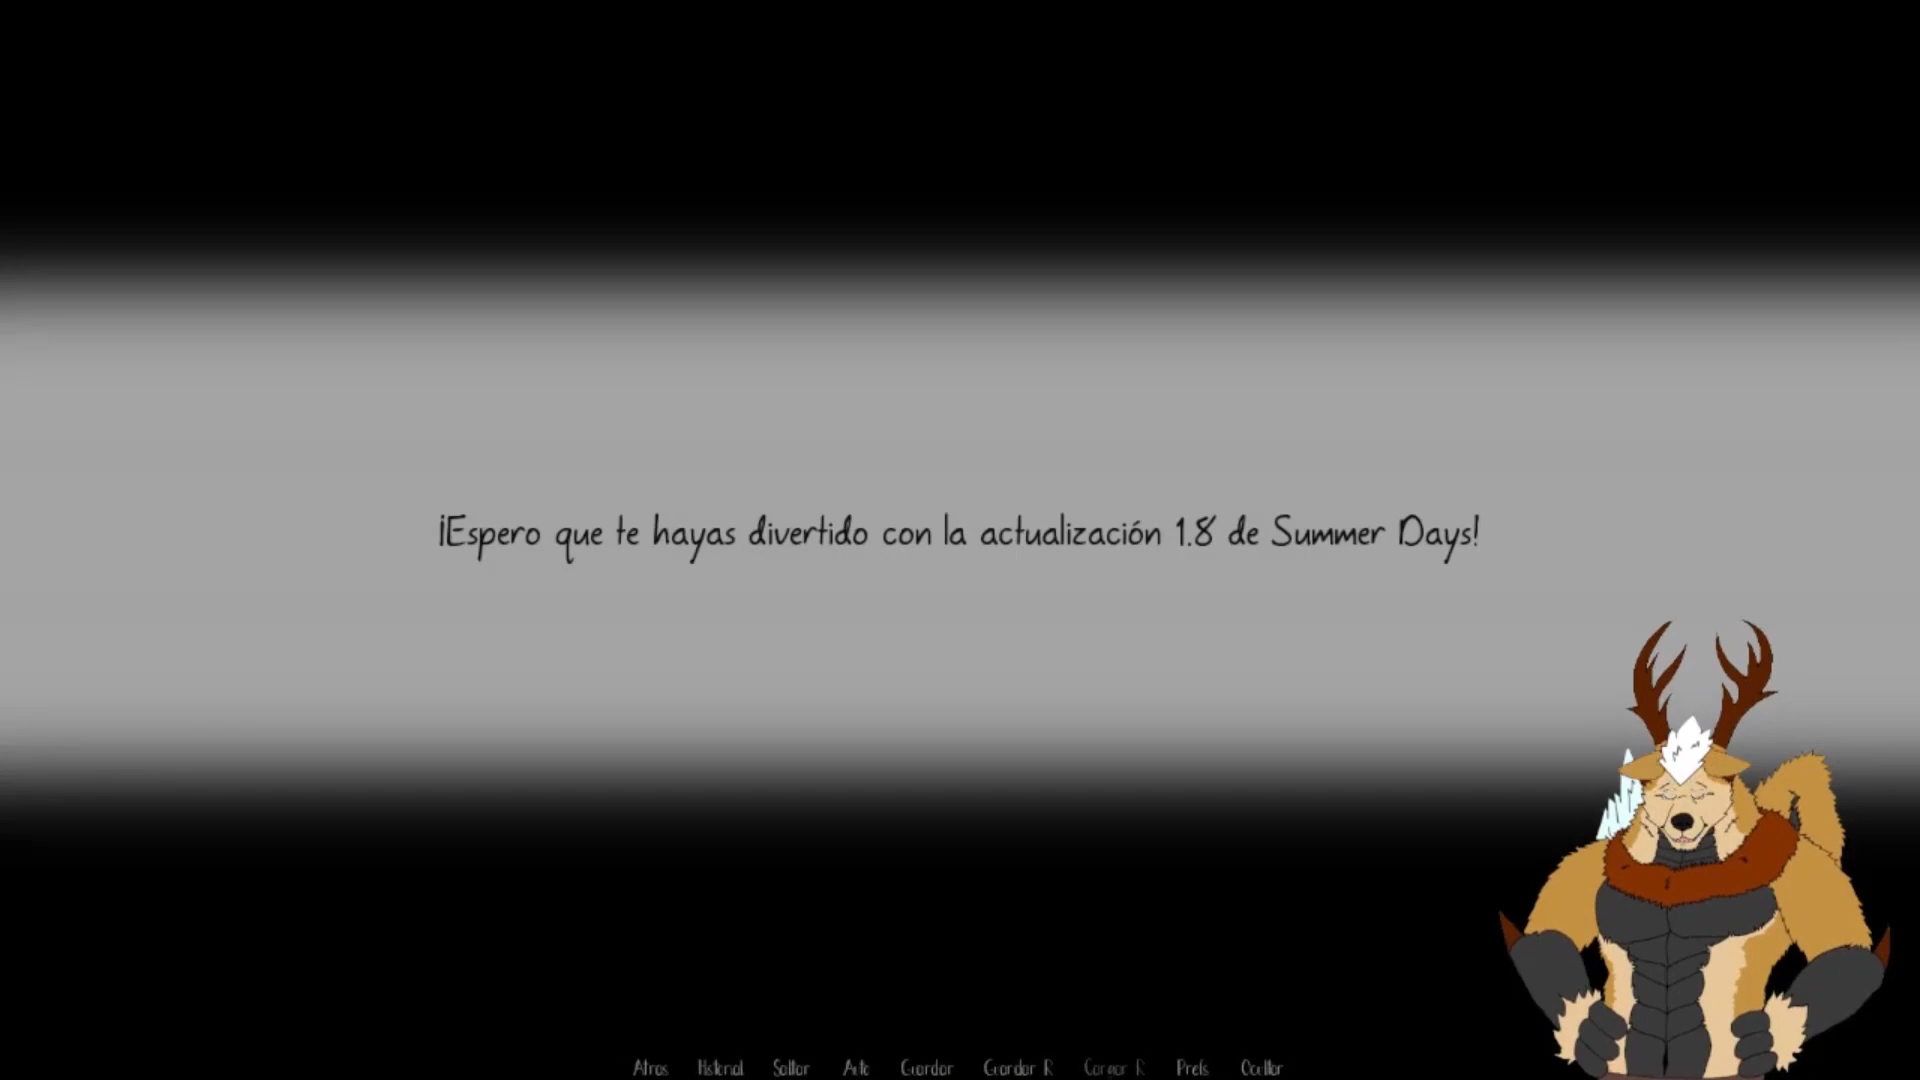 ¡Espero que te hayas divertido con la actualización 1.8 de Summer Days!
Atras Historial Saltar Auto Guardar Guardar R Cargar R Prefs Ocultar